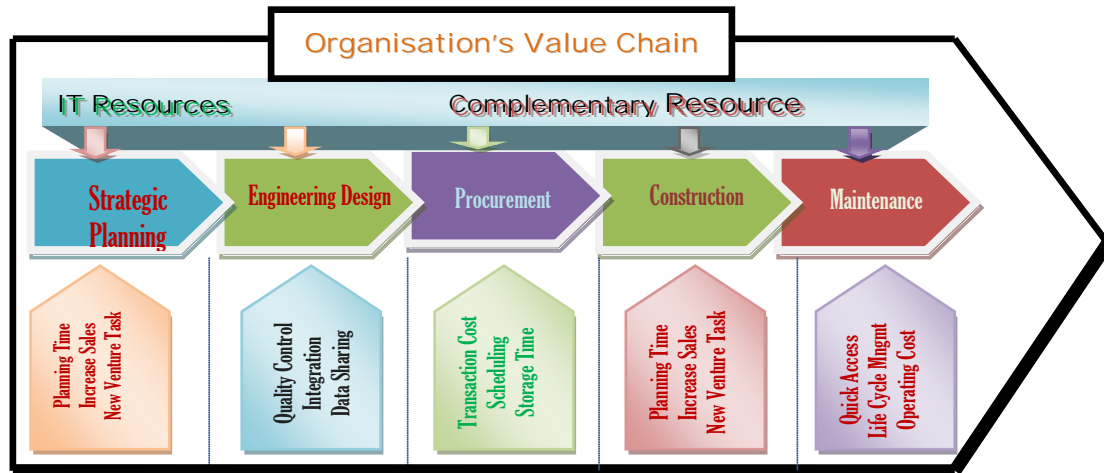 Organisation's Value Chain
IT Resources
Complementary Resource
Strategic
Planning
Engineering Design
Procurement
Construction
Maintenance
Planning Time
Increase Sales
New Venture Task
Quality Control
Integration
Data Sharing
Transaction Cost
Scheduling
Storage Time
Planning Time
Increase Sales
New Venture Task
Quick Access
Life Cycle Mngmt
Operating Cost